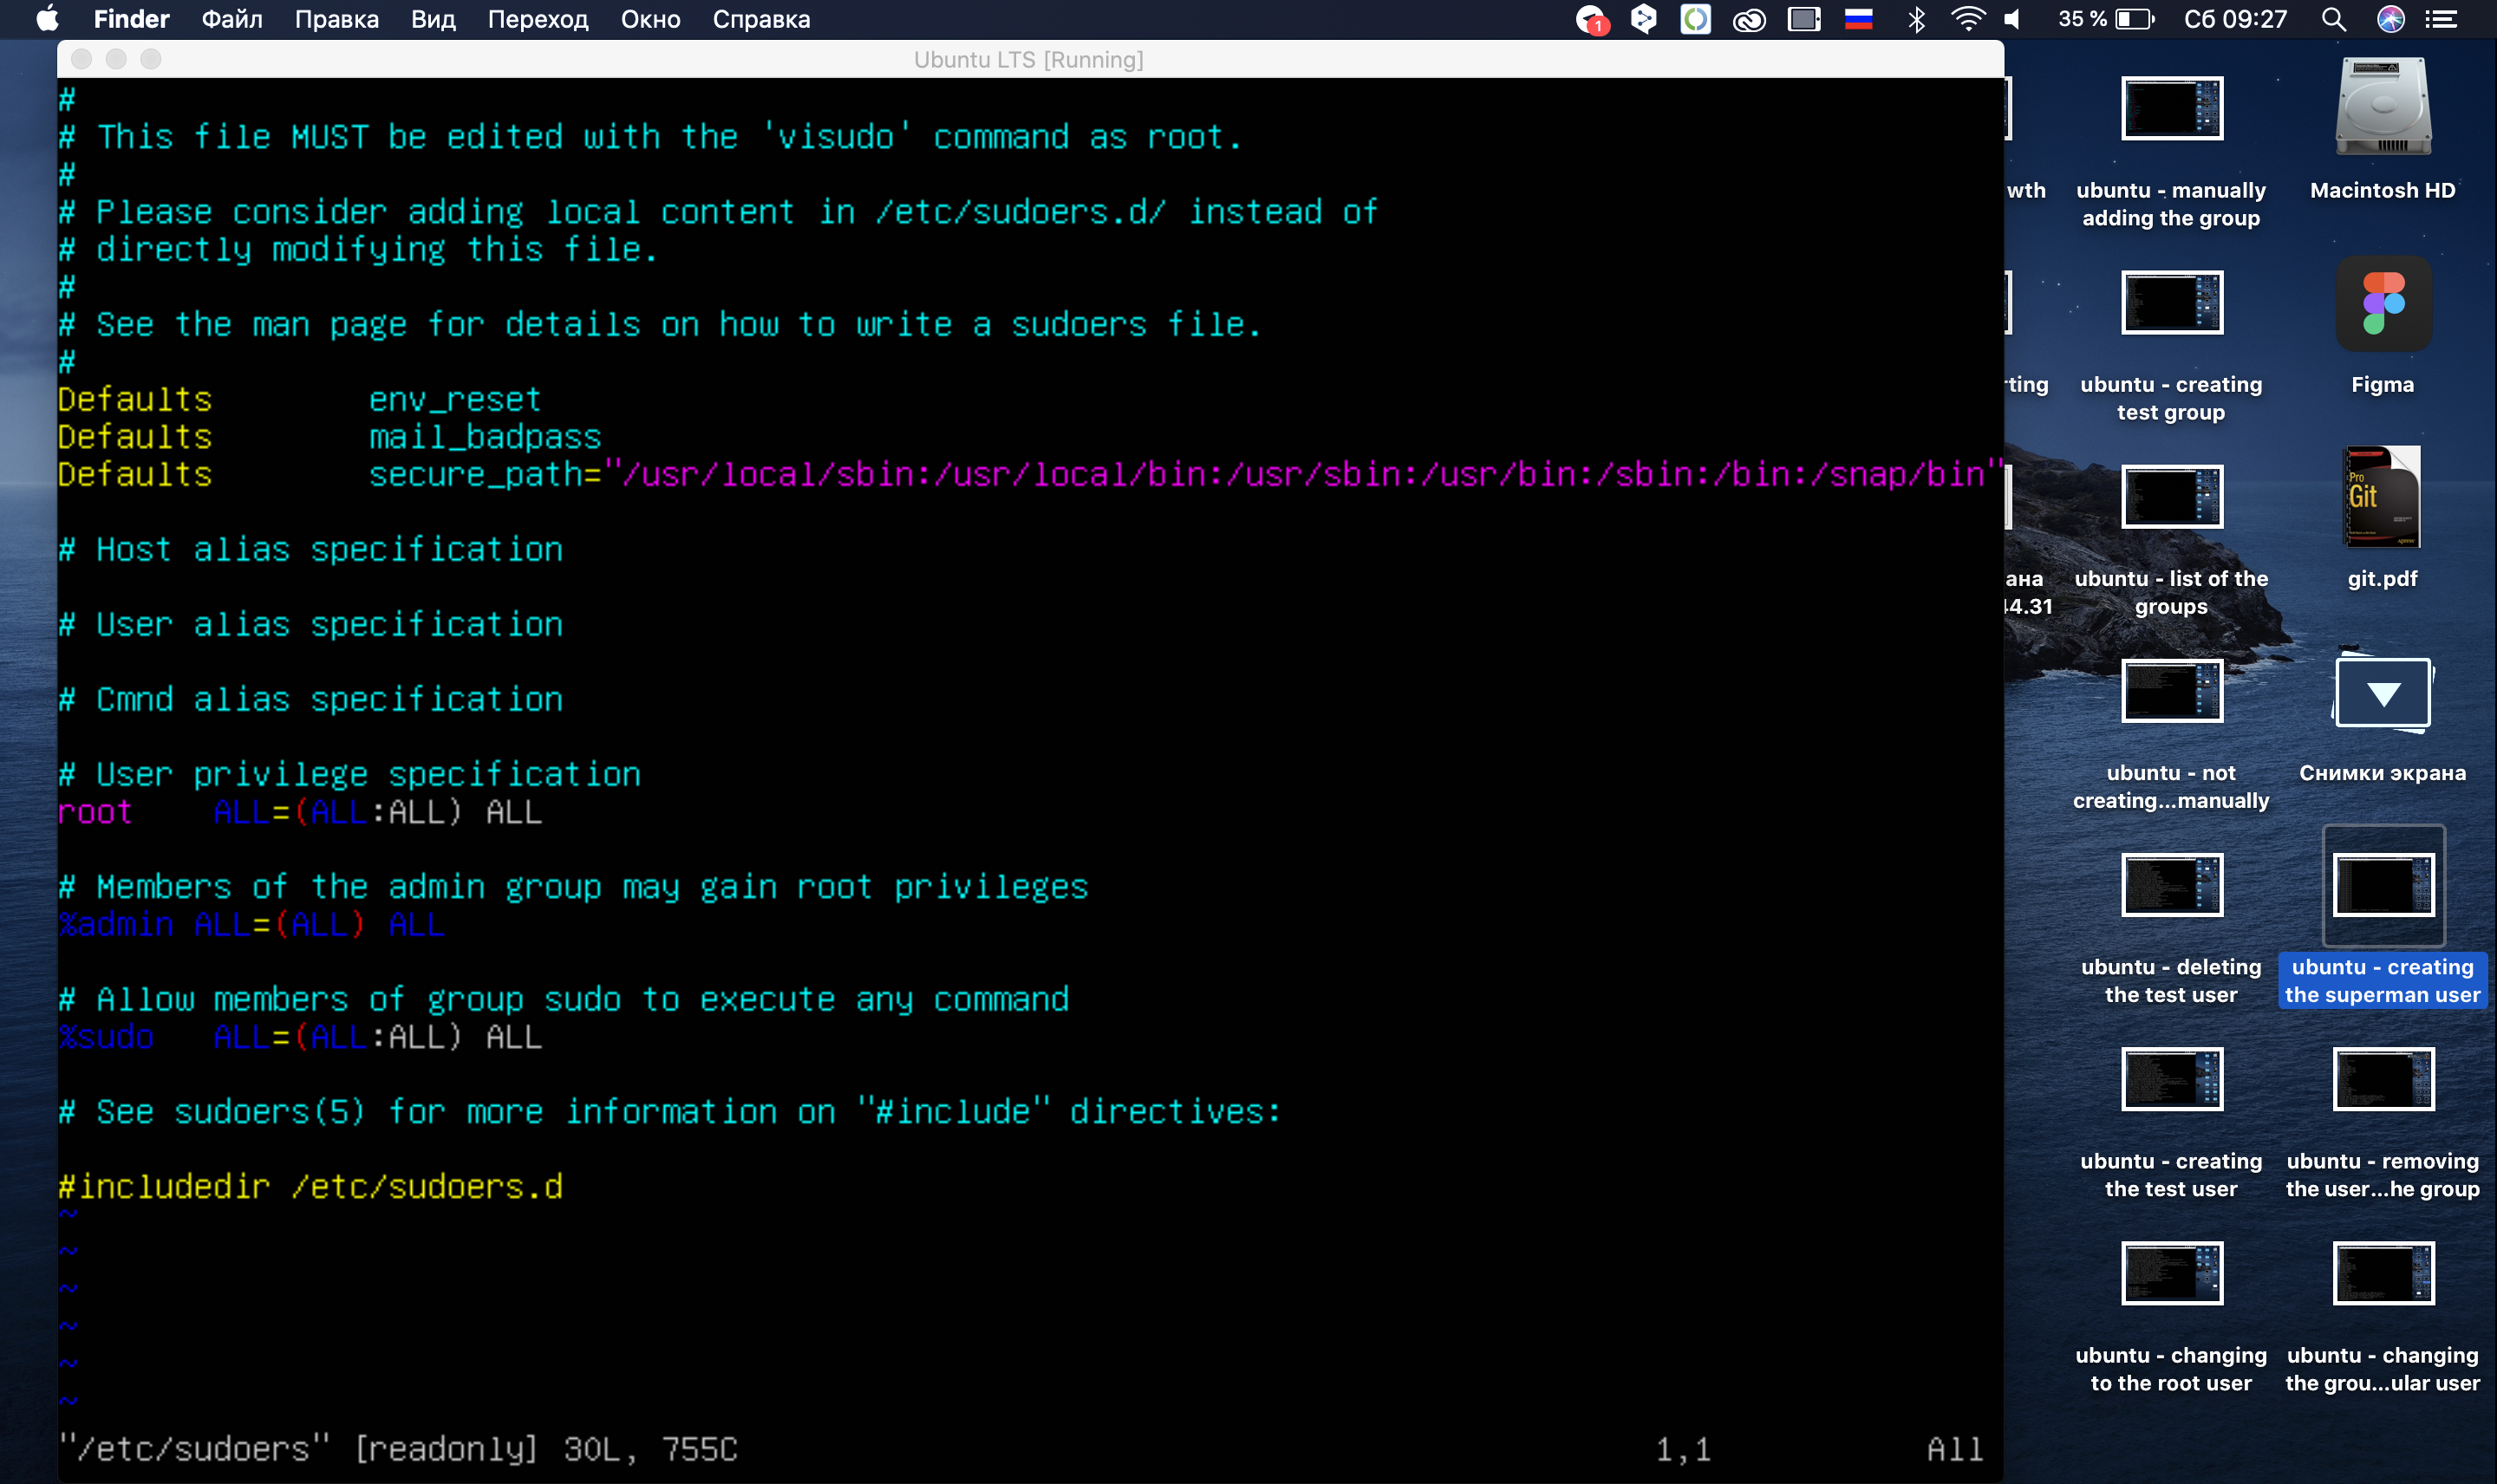 Finder Файл Правка Вид Переход Окно Справка 1 35 % Сб 09:27
Ubuntu LTS [Running]
#
# This file MUST be edited with the 'visudo' command as root.
#
# Please consider adding local content in /etc/sudoers.d/ instead of
# directly modifying this file.
#
# See the man page for details on how to write a sudoers file.
#
Defaults env_reset
Defaults mail_badpass
Defaults secure_path="/usr/local/sbin:/usr/local/bin:/usr/sbin:/usr/bin:/sbin:/bin:/snap/bin"
# Host alias specification
# User alias specification
# Cmnd alias specification
# User privilege specification
root ALL=(ALL:ALL) ALL
# Members of the admin group may gain root privileges
%admin ALL=(ALL) ALL
# Allow members of group sudo to execute any command
%sudo ALL=(ALL:ALL) ALL
# See sudoers(5) for more information on "#include" directives:
#includedir /etc/sudoers.d
~
~
~
~
~
~
"/etc/sudoers" [readonly] 30L, 755C 1,1 All
wth
rting
ана
44.31
ubuntu - manually
adding the group
ubuntu - creating
test group
ubuntu - list of the
groups
ubuntu - not
creating...manually
ubuntu - deleting
the test user
ubuntu - creating
the test user
ubuntu - changing
to the root user
Macintosh HD
Figma
Pro
Git
git.pdf
Снимки экрана
ubuntu - creating
the superman user
ubuntu - removing
the user...he group
ubuntu - changing
the grou...ular user